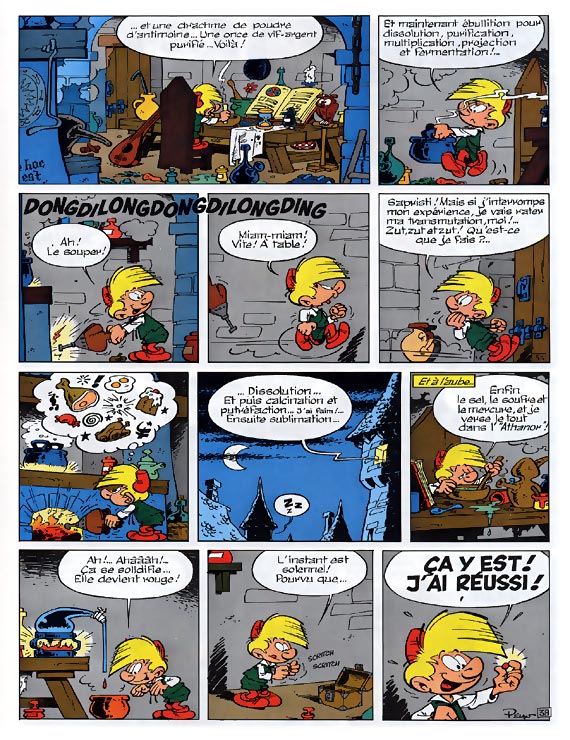 ... et une drachme de poudre
d'antimoine... Une once de vif-argent
purifié... Voilà!
Et maintenant ébullition pour
dissolution, purification,
multiplication, projection
et fermentation!...
hoc
est
DONGDILONGDONGDILONGDING
Ah!
Le souper!
Miam-miam!
Vite! A table!
Sapristi! Mais si j'interromps
mon expérience, je vais rater
ma transmutation, moi!...
Zut, zut et zut! Qu'est-ce
que je fais?...
... Dissolution...
Et puis calcination et
putréfaction... J'ai faim!...
Ensuite sublimation...
ZZ
Et à l'aube...
Enfin
le sel, le soufre et
le mercure, et je
verse le tout
dans l'"Athanor"!
Ah!... Ahâââh!...
Ça se solidifie...
Elle devient rouge!
L'instant est
solennel!
Pourvu que...
SCRITCH
SCRATCH
ÇA Y EST!
J'AI RÉUSSI!
Peyo
38